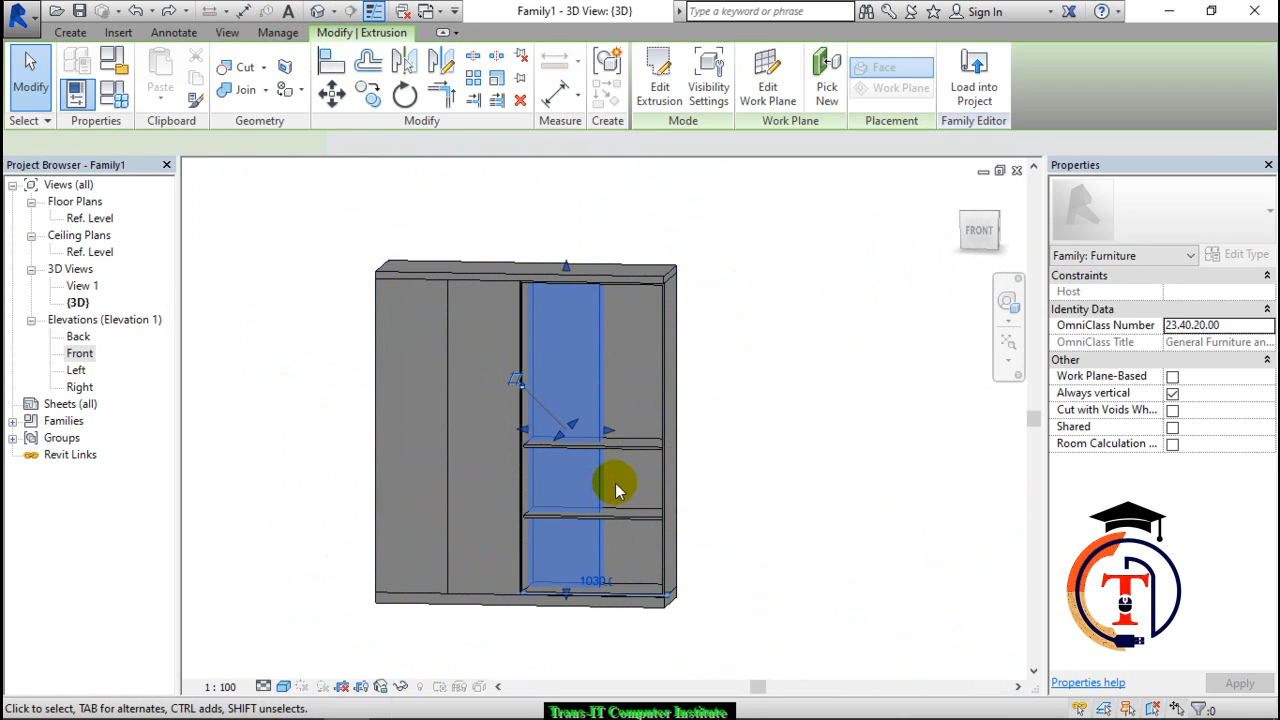 Family1 - 3D View: {3D}
Type a keyword or phrase
Sign In
Create
Insert
Annotate
View
Manage
Modify | Extrusion
Modify
Paste
Cut
Join
Edit
Extrusion
Visibility
Settings
Edit
Work Plane
Pick
New
Face
Work Plane
Load into
Project
Select
Properties
Clipboard
Geometry
Modify
Measure
Create
Mode
Work Plane
Placement
Family Editor
Project Browser - Family1
Views (all)
Floor Plans
Ref. Level
Ceiling Plans
Ref. Level
3D Views
View 1
{3D}
Elevations (Elevation 1)
Back
Front
Left
Right
Sheets (all)
Families
Groups
Revit Links
FRONT
Properties
Family: Furniture
Edit Type
Constraints
Host
Identity Data
OmniClass Number
23.40.20.00
OmniClass Title
General Furniture an...
Other
Work Plane-Based
Always vertical
Cut with Voids Wh...
Shared
Room Calculation ...
T
Properties help
Apply
1 : 100
Click to select, TAB for alternates, CTRL adds, SHIFT unselects.
:0
Trans-IT Computer Institute